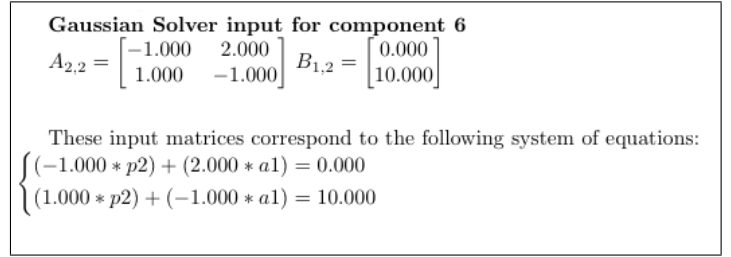 Gaussian Solver input for component 6
A2,2 = [−1.000 2.000
1.000 −1.000] B1,2 = [0.000
10.000]
These input matrices correspond to the following system of equations:
{(−1.000 ∗ p2) + (2.000 ∗ a1) = 0.000
(1.000 ∗ p2) + (−1.000 ∗ a1) = 10.000